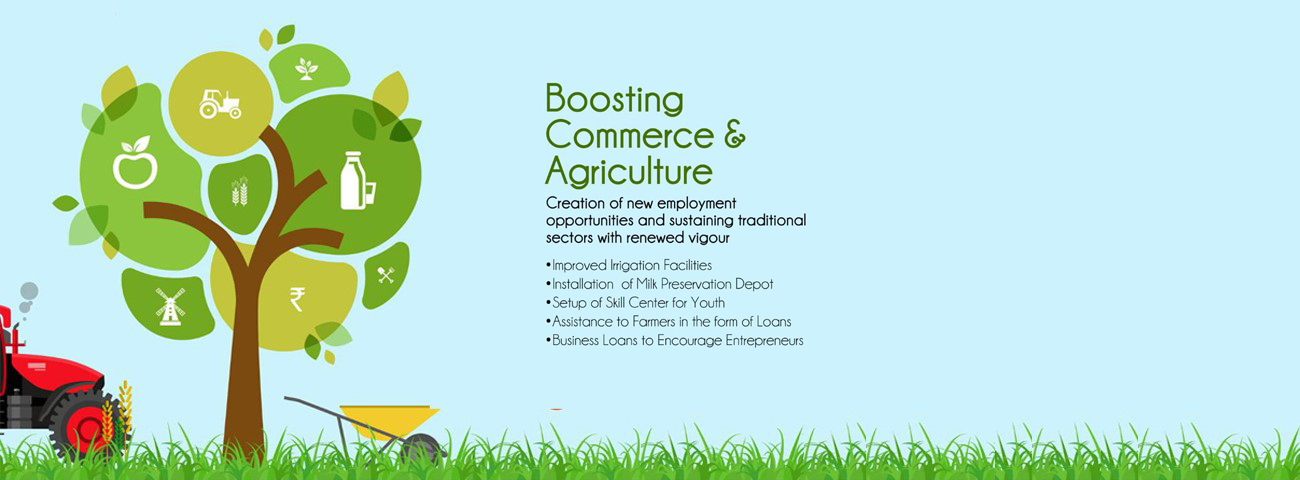 Boosting
Commerce &
Agriculture
Creation of new employment
opportunities and sustaining traditional
sectors with renewed vigour
•Improved Irrigation Facilities
•Installation of Milk Preservation Depot
•Setup of Skill Center for Youth
•Assistance to Farmers in the form of Loans
•Business Loans to Encourage Entrepreneurs
₹